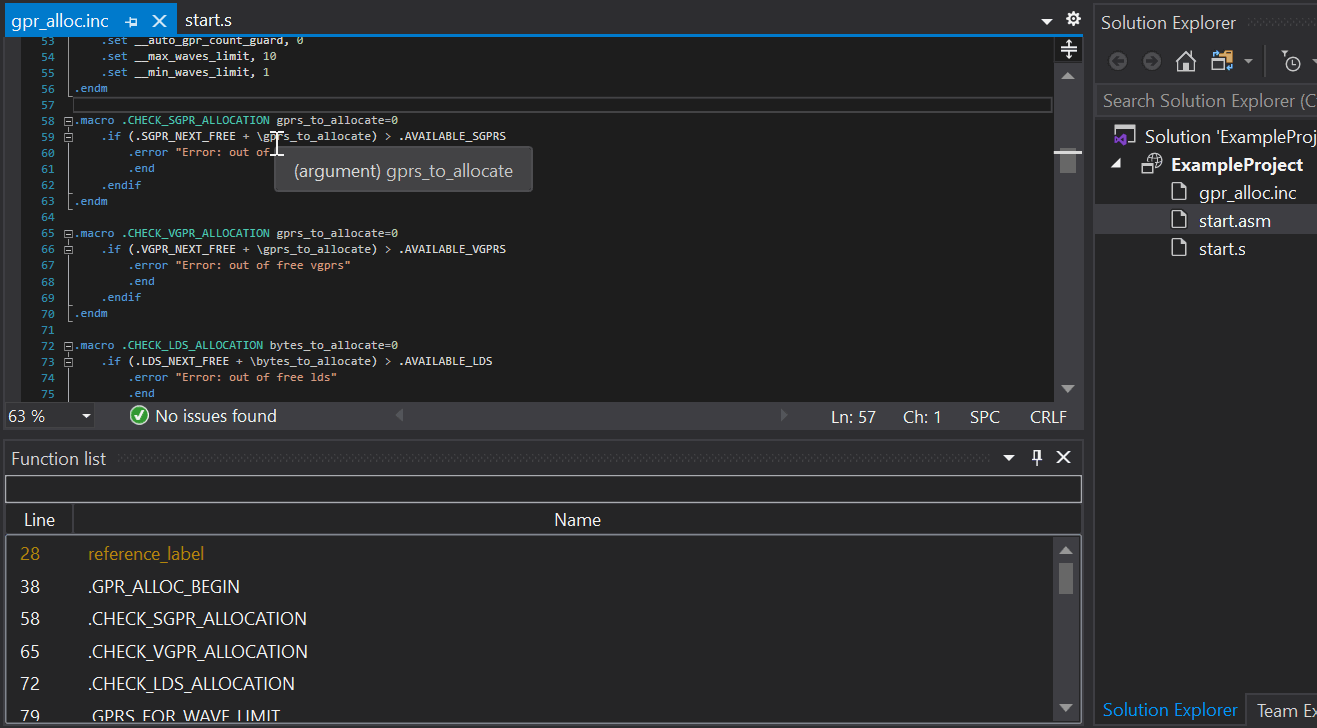 gpr_alloc.inc start.s
53 .set __auto_gpr_count_guard, 0
54 .set __max_waves_limit, 10
55 .set __min_waves_limit, 1
56 .endm
57
58 .macro .CHECK_SGPR_ALLOCATION gprs_to_allocate=0
59 .if (.SGPR_NEXT_FREE + \gprs_to_allocate) > .AVAILABLE_SGPRS
60 .error "Error: out of
(argument) gprs_to_allocate
61 .end
62 .endif
63 .endm
64
65 .macro .CHECK_VGPR_ALLOCATION gprs_to_allocate=0
66 .if (.VGPR_NEXT_FREE + \gprs_to_allocate) > .AVAILABLE_VGPRS
67 .error "Error: out of free vgprs"
68 .end
69 .endif
70 .endm
71
72 .macro .CHECK_LDS_ALLOCATION bytes_to_allocate=0
73 .if (.LDS_NEXT_FREE + \bytes_to_allocate) > .AVAILABLE_LDS
74 .error "Error: out of free lds"
75 .end
63 % No issues found Ln: 57 Ch: 1 SPC CRLF
Function list
Line Name
28 reference_label
38 .GPR_ALLOC_BEGIN
58 .CHECK_SGPR_ALLOCATION
65 .CHECK_VGPR_ALLOCATION
72 .CHECK_LDS_ALLOCATION
79 .GPRS_FOR_WAVE_LIMIT
Solution Explorer
Search Solution Explorer (C
Solution 'ExampleProj
ExampleProject
gpr_alloc.inc
start.asm
start.s
Solution Explorer Team Ex